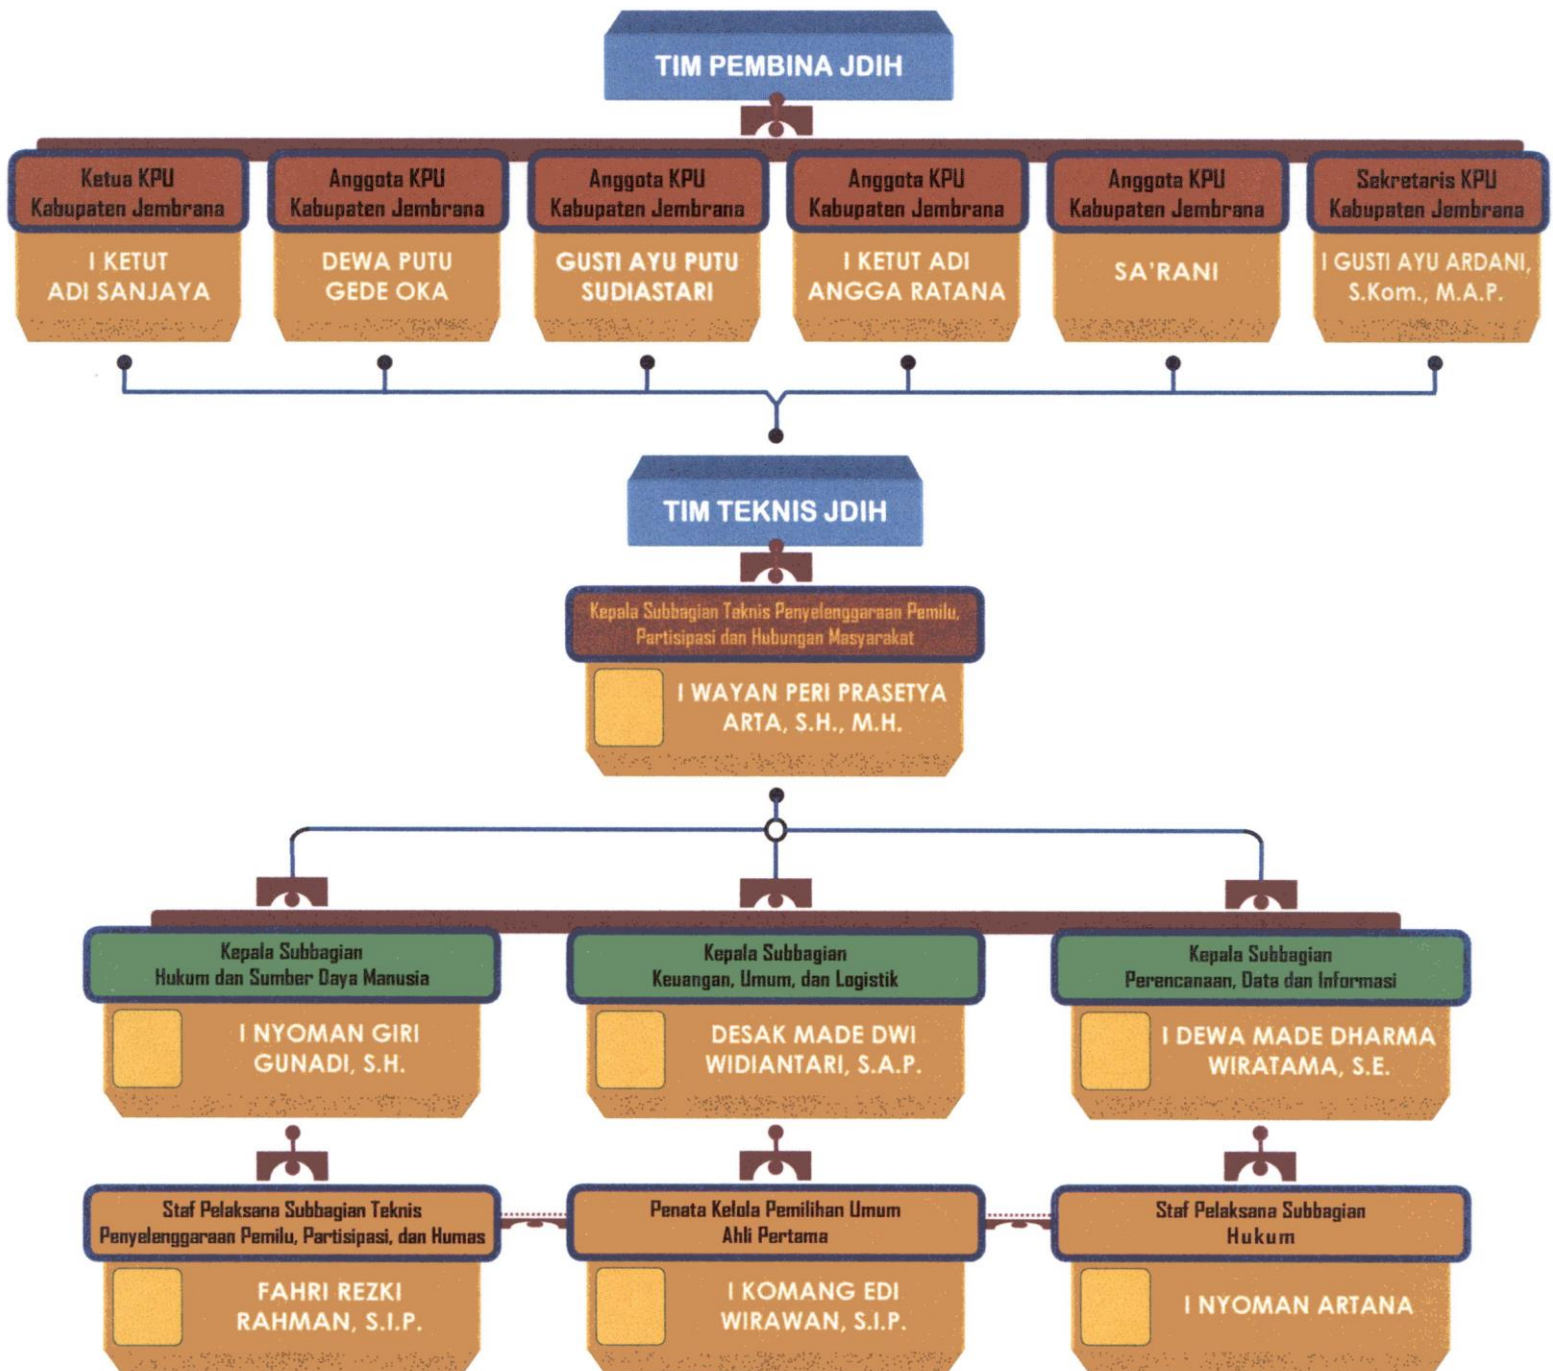 TIM PEMBINA JDIH
Ketua KPU
Kabupaten Jembrana
I KETUT
ADI SANJAYA
Anggota KPU
Kabupaten Jembrana
DEWA PUTU
GEDE OKA
Anggota KPU
Kabupaten Jembrana
GUSTI AYU PUTU
SUDIASTARI
Anggota KPU
Kabupaten Jembrana
I KETUT ADI
ANGGA RATANA
Anggota KPU
Kabupaten Jembrana
SA'RANI
Sekretaris KPU
Kabupaten Jembrana
I GUSTI AYU ARDANI,
S.Kom., M.A.P.
TIM TEKNIS JDIH
Kepala Subbagian Teknis Penyelenggaraan Pemilu,
Partisipasi dan Hubungan Masyarakat
I WAYAN PERI PRASETYA
ARTA, S.H., M.H.
Kepala Subbagian
Hukum dan Sumber Daya Manusia
I NYOMAN GIRI
GUNADI, S.H.
Kepala Subbagian
Keuangan, Umum, dan Logistik
DESAK MADE DWI
WIDIANTARI, S.A.P.
Kepala Subbagian
Perencanaan, Data dan Informasi
I DEWA MADE DHARMA
WIRATAMA, S.E.
Staf Pelaksana Subbagian Teknis
Penyelenggaraan Pemilu, Partisipasi, dan Humas
FAHRI REZKI
RAHMAN, S.I.P.
Penata Kelola Pemilihan Umum
Ahli Pertama
I KOMANG EDI
WIRAWAN, S.I.P.
Staf Pelaksana Subbagian
Hukum
I NYOMAN ARTANA